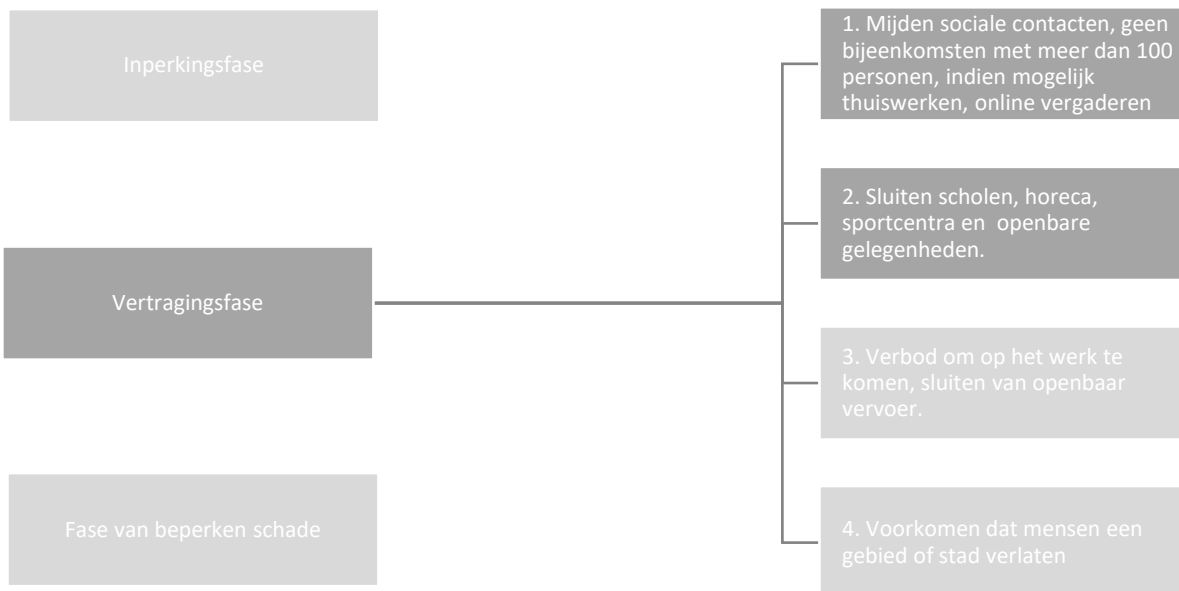 Inperkingsfase
Vertragingsfase
Fase van beperken schade
1. Mijden sociale contacten, geen
bijeenkomsten met meer dan 100
personen, indien mogelijk
thuiswerken, online vergaderen
2. Sluiten scholen, horeca,
sportcentra en  openbare
gelegenheden.
3. Verbod om op het werk te
komen, sluiten van openbaar
vervoer.
4. Voorkomen dat mensen een
gebied of stad verlaten